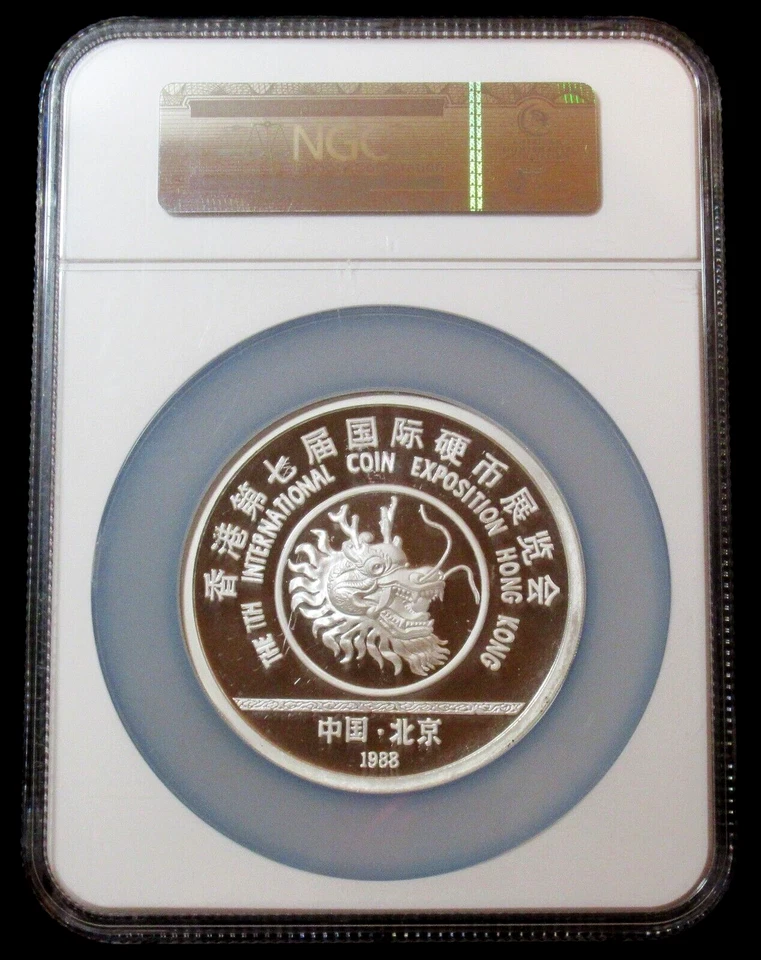 NGC
香港第七届国际硬币展览会
THE 7TH INTERNATIONAL COIN EXPOSITION HONG KONG
中国·北京
1988